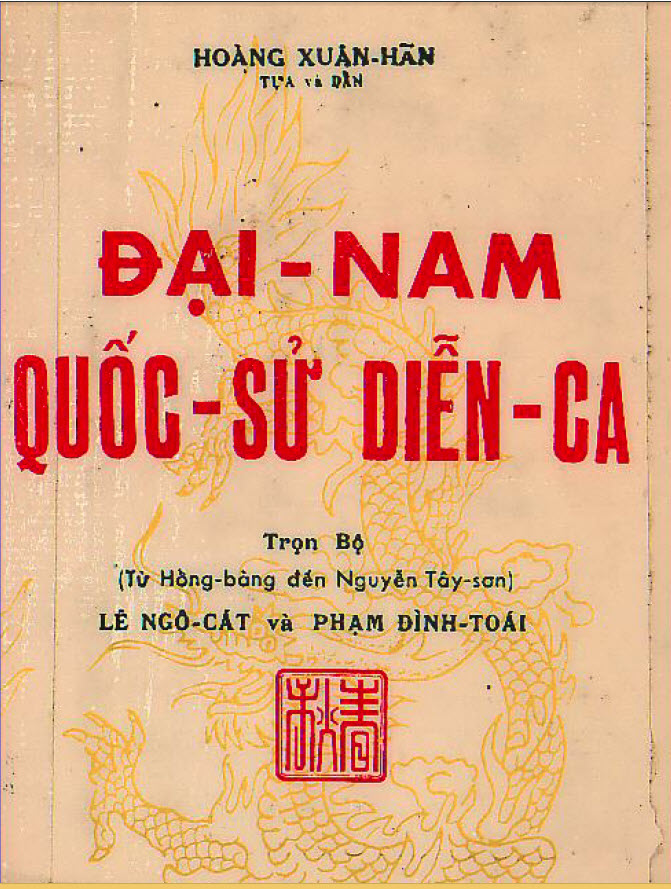 HOÀNG XUÂN-HÃN
TỰA và DẪN
ĐẠI-NAM
QUỐC-SỬ DIỄN-CA
Trọn Bộ
(Từ Hồng-bàng đến Nguyễn Tây-sơn)
LÊ NGÔ-CÁT và PHẠM ĐÌNH-TOÁI